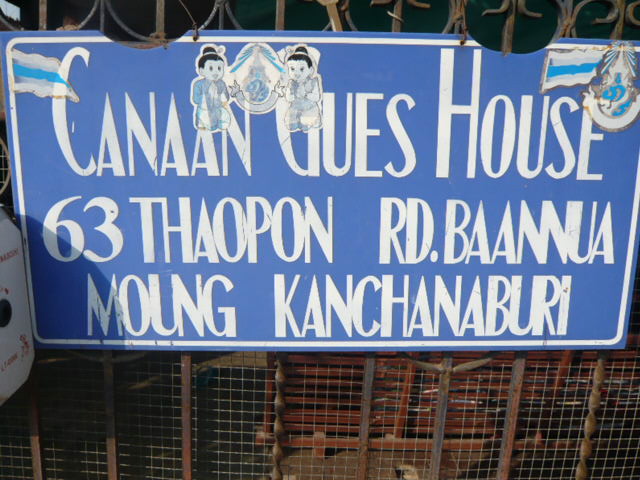 CANAAN GUES HOUSE
63 THAOPON RD. BAANNUA
MOUNG KANCHANABURI